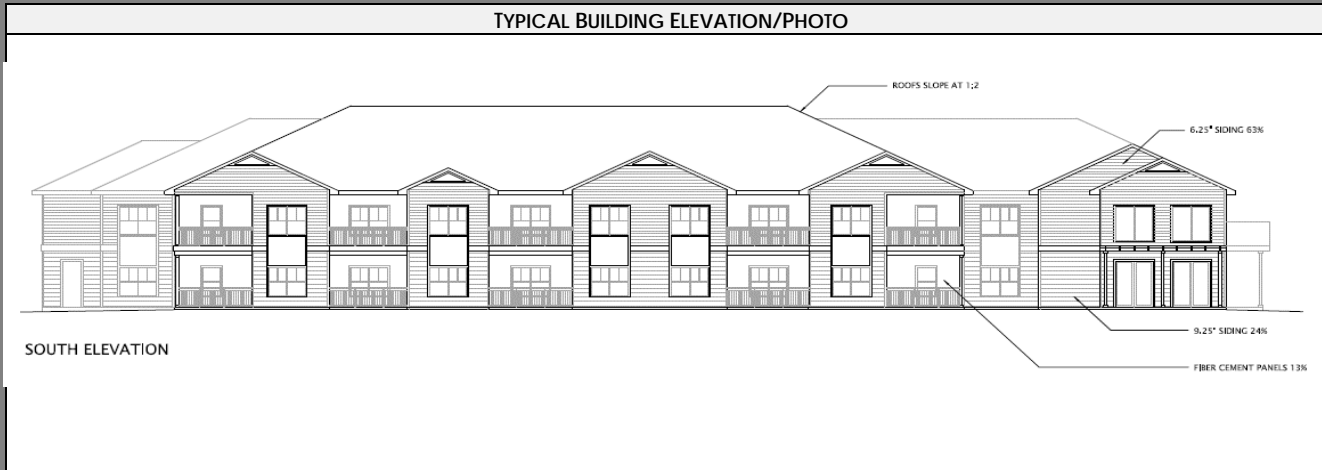 TYPICAL BUILDING ELEVATION/PHOTO
ROOFS SLOPE AT 1;2
6.25" SIDING 63%
9.25" SIDING 24%
SOUTH ELEVATION
FIBER CEMENT PANELS 13%